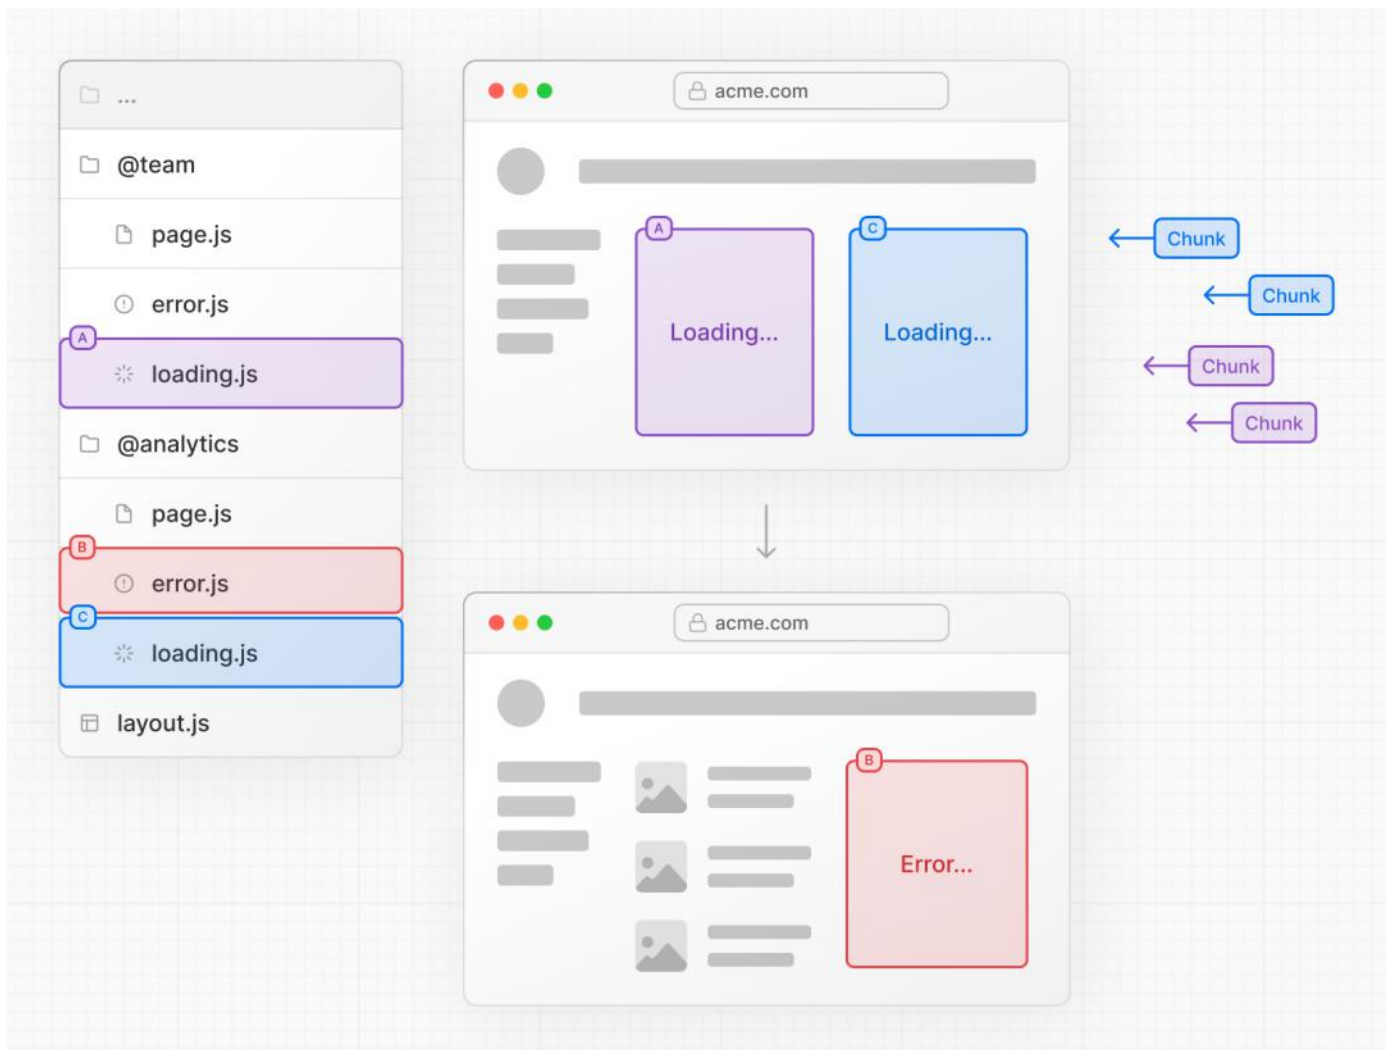 ...
@team
page.js
error.js
A
loading.js
@analytics
page.js
B
error.js
C
loading.js
layout.js
acme.com
A
C
Loading...
Loading...
Chunk
Chunk
Chunk
Chunk
acme.com
B
Error...